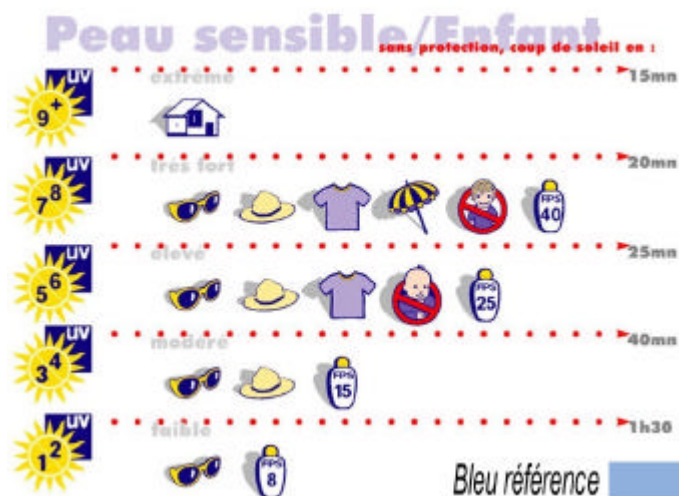 Peau sensible/Enfant
sans protection, coup de soleil en :
UV
9+
extrême
15mn
UV
7 8
très fort
20mn
FPS
40
UV
5 6
élevé
25mn
FPS
25
UV
3 4
modéré
40mn
FPS
15
UV
1 2
faible
1h30
FPS
8
Bleu référence